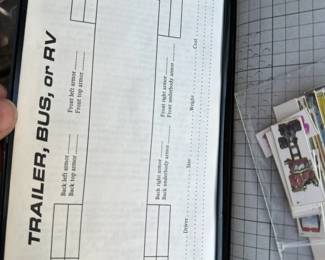 TRAILER, BUS, or RV
Back left armor
Back top armor
Front left armor
Front top armor
Back right armor
Back underbody armor
Front right armor
Front underbody armor
Driver Size Weight Cost